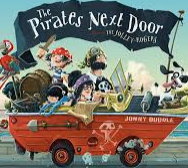 The
Pirates Next Door
THE JOLLEY-ROGERS
JONNY DUDDLE